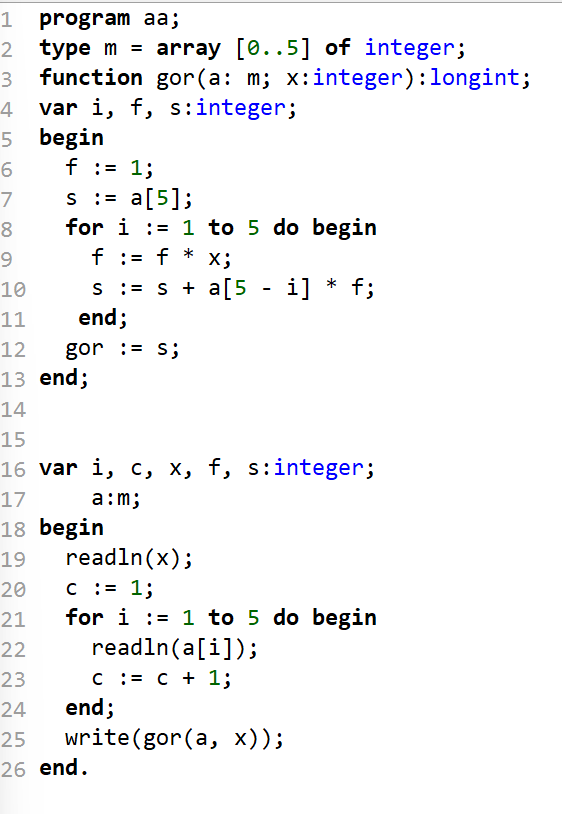 1 program aa;
2 type m = array [0..5] of integer;
3 function gor(a: m; x:integer):longint;
4 var i, f, s:integer;
5 begin
6   f := 1;
7   s := a[5];
8   for i := 1 to 5 do begin
9     f := f * x;
10     s := s + a[5 - i] * f;
11    end;
12   gor := s;
13 end;
14
15
16 var i, c, x, f, s:integer;
17     a:m;
18 begin
19   readln(x);
20   c := 1;
21   for i := 1 to 5 do begin
22     readln(a[i]);
23     c := c + 1;
24   end;
25   write(gor(a, x));
26 end.